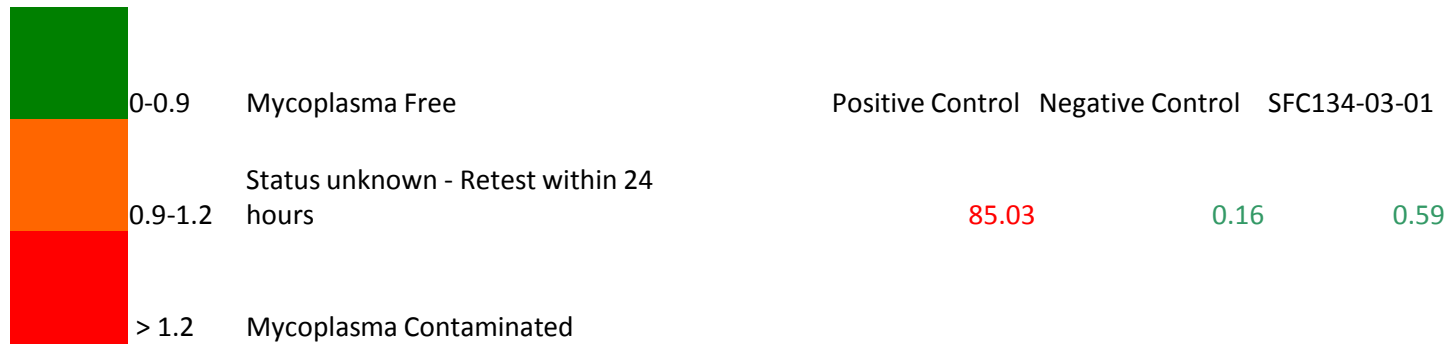 0-0.9 Mycoplasma Free Positive Control Negative Control SFC134-03-01
Status unknown - Retest within 24
0.9-1.2 hours 85.03 0.16 0.59
> 1.2 Mycoplasma Contaminated